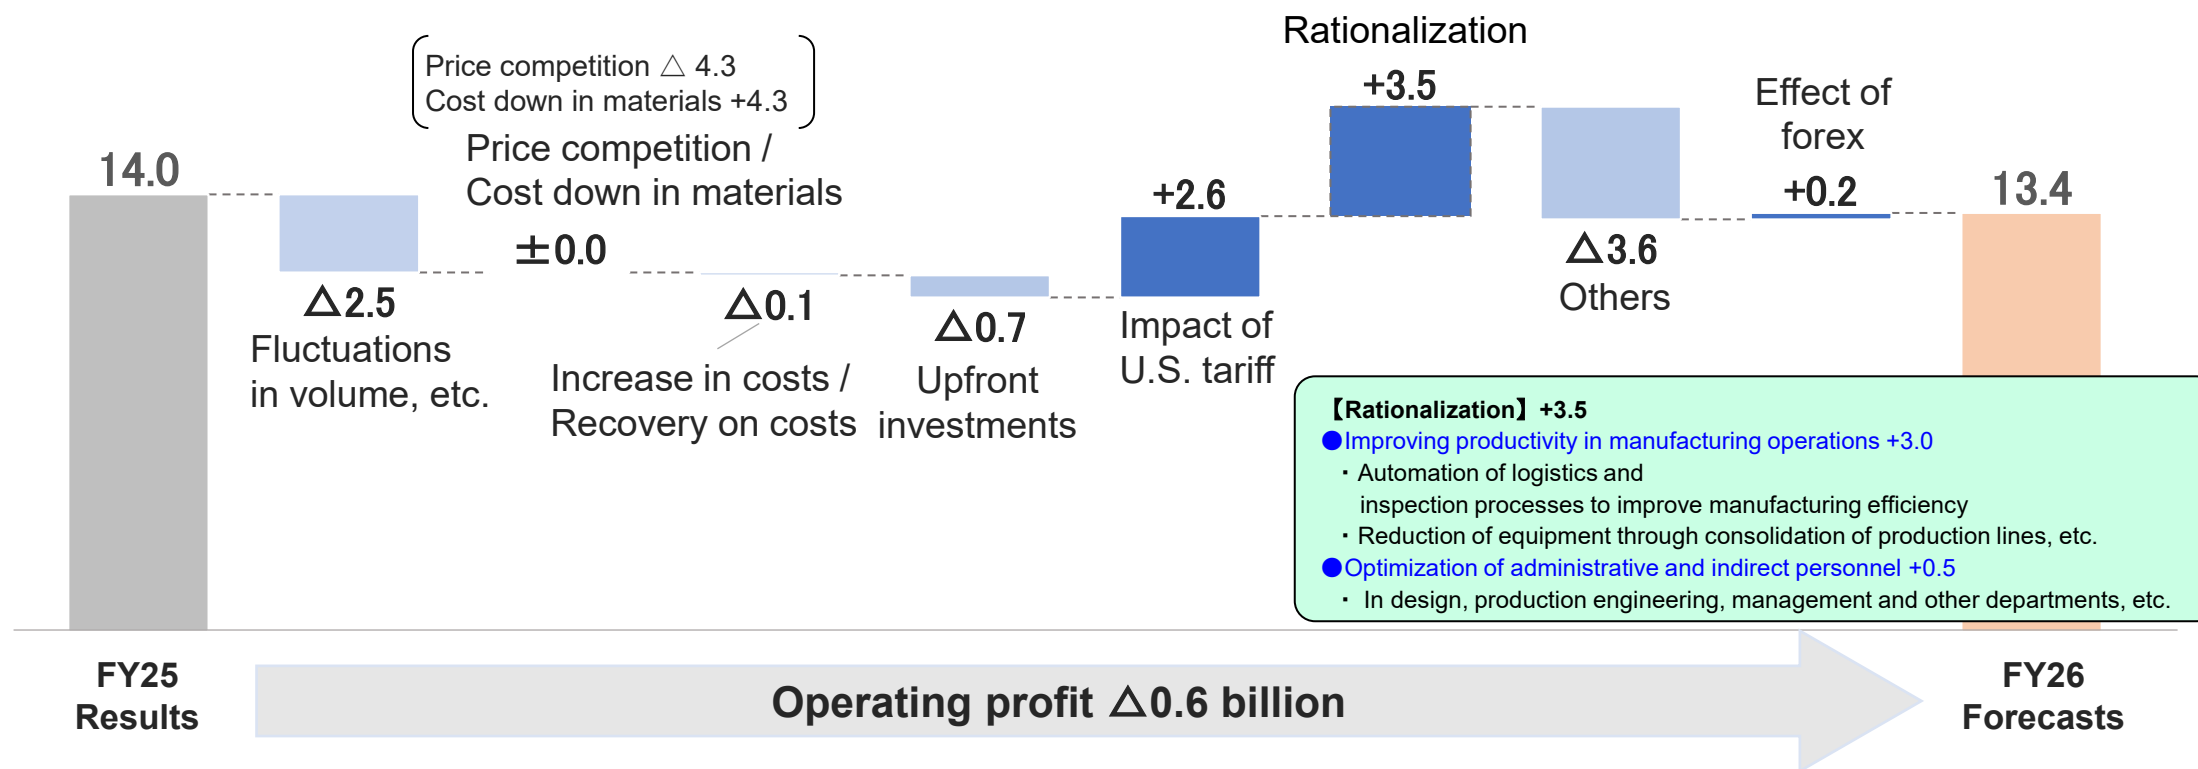 Price competition △ 4.3
Cost down in materials +4.3
Price competition /
Cost down in materials
14.0
△2.5
Fluctuations
in volume, etc.
±0.0
△0.1
Increase in costs /
Recovery on costs
△0.7
Upfront
investments
+2.6
Impact of
U.S. tariff
Rationalization
+3.5
△3.6
Others
Effect of
forex
+0.2
13.4
【Rationalization】+3.5
●Improving productivity in manufacturing operations +3.0
・Automation of logistics and
inspection processes to improve manufacturing efficiency
・Reduction of equipment through consolidation of production lines, etc.
●Optimization of administrative and indirect personnel +0.5
・ In design, production engineering, management and other departments, etc.
FY25
Results
Operating profit △0.6 billion
FY26
Forecasts